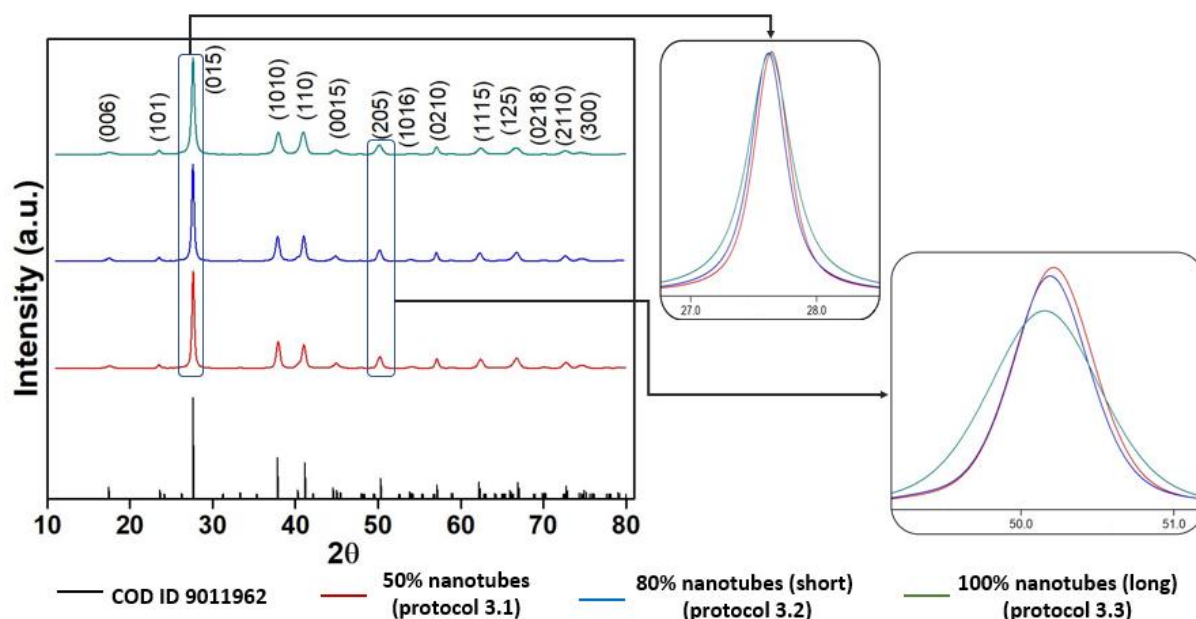 (006)
(101)
(015)
(1010)
(110)
(0015)
(205)
(1016)
(0210)
(1115)
(125)
(0218)
(2110)
(300)
Intensity (a.u.)
10 20 30 40 50 60 70 80
2θ
27.0 28.0
50.0 51.0
COD ID 9011962
50% nanotubes
(protocol 3.1)
80% nanotubes (short)
(protocol 3.2)
100% nanotubes (long)
(protocol 3.3)